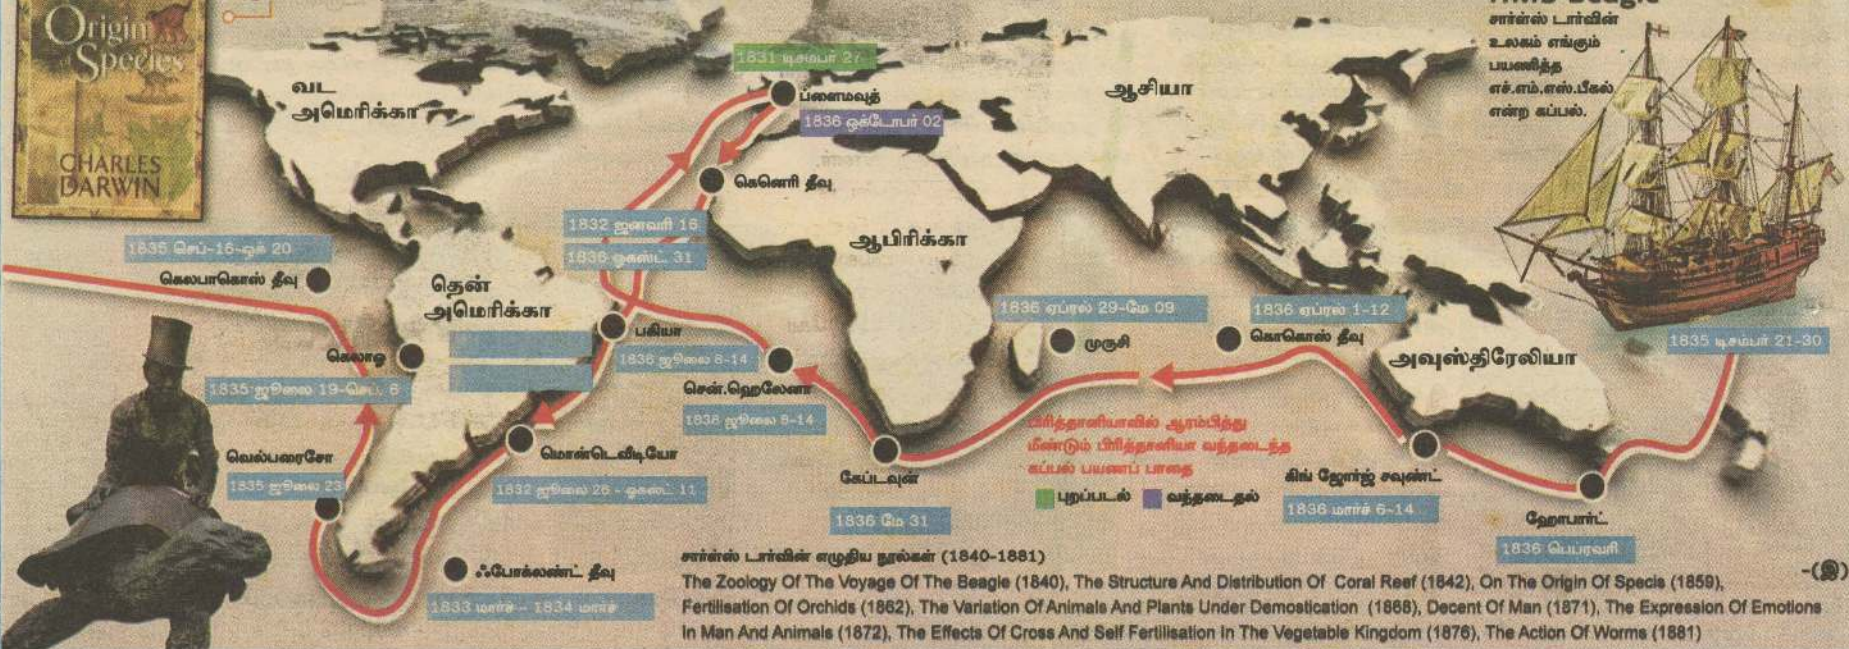 Origin
of
Species
CHARLES
DARWIN
சார்ள்ஸ் டார்வின்
உலகம் எங்கும்
பயணித்த
எச்.எம்.எஸ்.பீகல்
என்ற கப்பல்.
1831 டிசம்பர் 27
ப்ளைமவுத்
1836 ஒக்டோபர் 02
வட
அமெரிக்கா
ஆசியா
கெனெரி தீவு
1832 ஜனவரி 16
1836 ஒகஸ்ட் 31
ஆபிரிக்கா
1835 செப்-16-ஒக் 20
கெலபாகொஸ் தீவு
தென்
அமெரிக்கா
பகியா
1836 ஜூலை 8-14
கெலாஓ
1835 ஜூலை 19-செப். 6
சென்.ஹெலேனா
1836 ஜூலை 8-14
1836 ஏப்ரல் 29-மே 09
முருசி
1836 ஏப்ரல் 1-12
கொகொஸ் தீவு
அவுஸ்திரேலியா
1835 டிசம்பர் 21-30
வெல்பரைசோ
1835 ஜூலை 23
மொன்டெவீடியோ
1832 ஜூலை 26 - ஒகஸ்ட் 11
கேப்டவுன்
1836 மே 31
பிரித்தானியாவில் ஆரம்பித்து
மீண்டும் பிரித்தானியா வந்தடைந்த
கப்பல் பயணப் பாதை
புறப்படல் வந்தடைதல்
கிங் ஜோர்ஜ் சவுண்ட்
1836 மார்ச் 6-14
ஹோபார்ட்
1836 பெப்ரவரி
ஃபோக்லண்ட் தீவு
1833 மார்ச் - 1834 மார்ச்
சார்ள்ஸ் டார்வின் எழுதிய நூல்கள் (1840-1881)
The Zoology Of The Voyage Of The Beagle (1840), The Structure And Distribution Of Coral Reef (1842), On The Origin Of Specis (1859),
Fertilisation Of Orchids (1862), The Variation Of Animals And Plants Under Demostication (1868), Decent Of Man (1871), The Expression Of Emotions
In Man And Animals (1872), The Effects Of Cross And Self Fertilisation In The Vegetable Kingdom (1876), The Action Of Worms (1881)
-(இ)